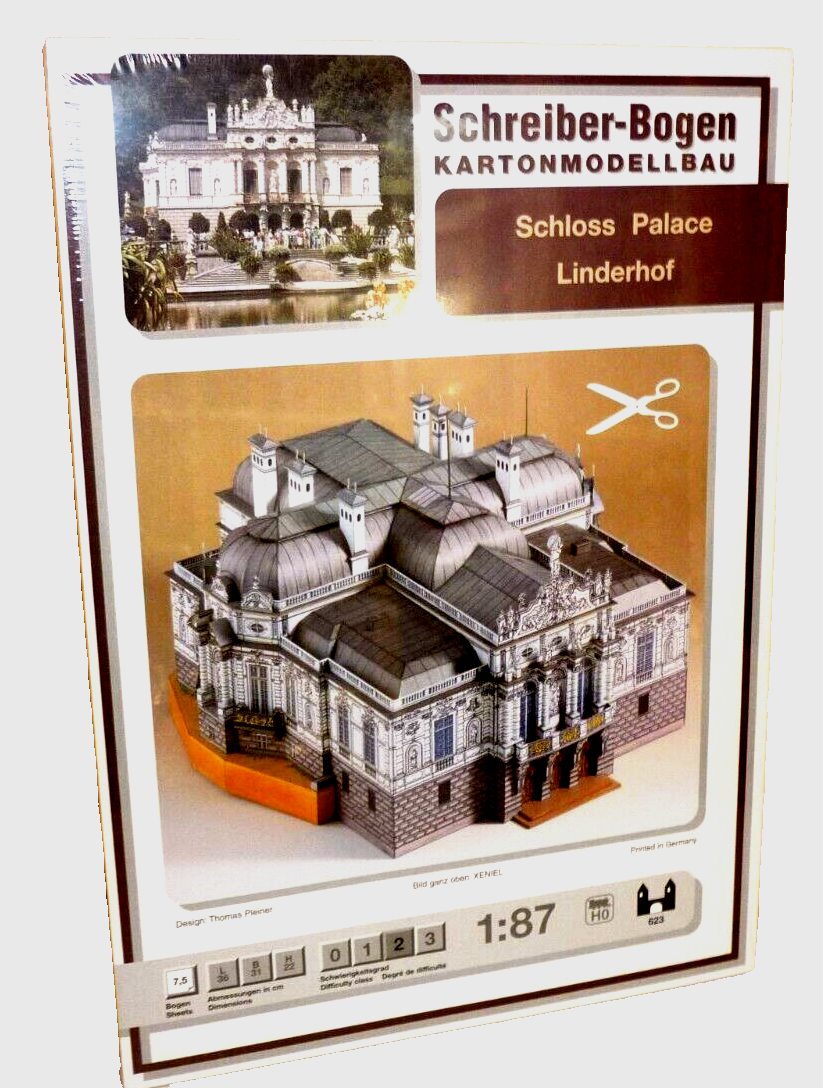 Schreiber-Bogen
KARTONMODELLBAU
Schloss Palace
Linderhof
Printed in Germany
Bild ganz oben XENIEL
Design: Thomas Pleiner
7,5
Bogen
Sheets
L
36
B
31
H
22
Abmessungen in cm
Dimensions
0 1 2 3
Schwierigkeitsgrad
Difficulty class Degré de difficulté
1:87
H0
623